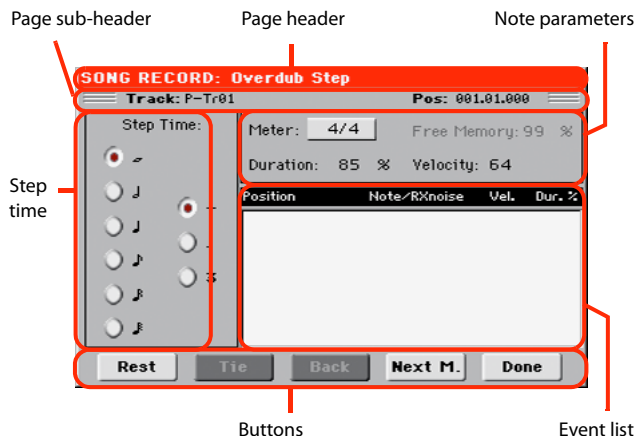 Page sub-header
Page header
Note parameters
SONG RECORD: Overdub Step
Track: P-Tr01
Pos: 001.01.000
Step Time:
Meter: 4/4
Free Memory: 99 %
Duration: 85 %
Velocity: 64
Step
time
Position Note/RXnoise Vel. Dur.%
3
Rest
Tie
Back
Next M.
Done
Buttons
Event list